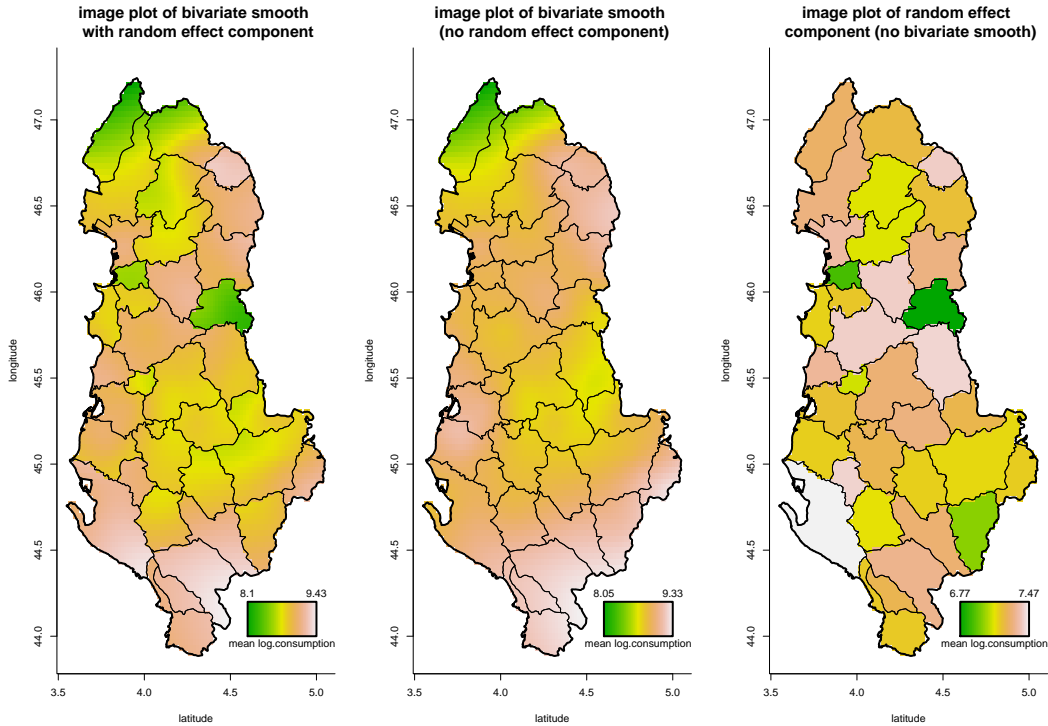 image plot of bivariate smooth
with random effect component
47.0
46.5
46.0
45.5
45.0
44.5
44.0
longitude
8.1
9.43
mean log.consumption
3.5
4.0
4.5
5.0
latitude
image plot of bivariate smooth
(no random effect component)
47.0
46.5
46.0
45.5
45.0
44.5
44.0
longitude
8.05
9.33
mean log.consumption
3.5
4.0
4.5
5.0
latitude
image plot of random effect
component (no bivariate smooth)
47.0
46.5
46.0
45.5
45.0
44.5
44.0
longitude
6.77
7.47
mean log.consumption
3.5
4.0
4.5
5.0
latitude